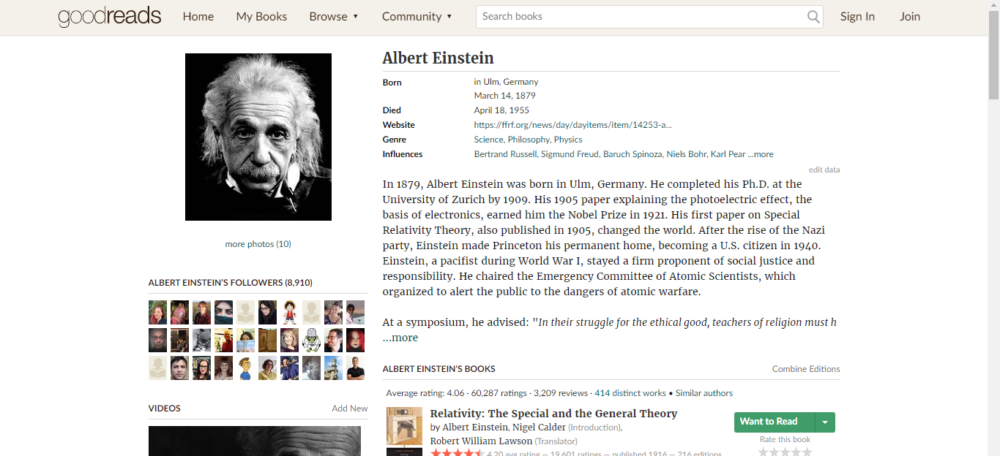 goodreads Home My Books Browse ▼ Community ▼ Search books Sign In Join
Albert Einstein
Born in Ulm, Germany
March 14, 1879
Died April 18, 1955
Website https://ffrf.org/news/day/dayitems/item/14253-a...
Genre Science, Philosophy, Physics
Influences Bertrand Russell, Sigmund Freud, Baruch Spinoza, Niels Bohr, Karl Pear ...more
edit data
In 1879, Albert Einstein was born in Ulm, Germany. He completed his Ph.D. at the
University of Zurich by 1909. His 1905 paper explaining the photoelectric effect, the
basis of electronics, earned him the Nobel Prize in 1921. His first paper on Special
Relativity Theory, also published in 1905, changed the world. After the rise of the Nazi
party, Einstein made Princeton his permanent home, becoming a U.S. citizen in 1940.
Einstein, a pacifist during World War I, stayed a firm proponent of social justice and
responsibility. He chaired the Emergency Committee of Atomic Scientists, which
organized to alert the public to the dangers of atomic warfare.
At a symposium, he advised: "In their struggle for the ethical good, teachers of religion must h
...more
more photos (10)
ALBERT EINSTEIN'S FOLLOWERS (8,910)
VIDEOS Add New
ALBERT EINSTEIN'S BOOKS Combine Editions
Average rating: 4.06 · 60,287 ratings · 3,209 reviews · 414 distinct works • Similar authors
Relativity: The Special and the General Theory
by Albert Einstein, Nigel Calder (Introduction),
Robert William Lawson (Translator)
4.20 avg rating — 19,601 ratings — published 1916 — 216 editions
Want to Read
Rate this book